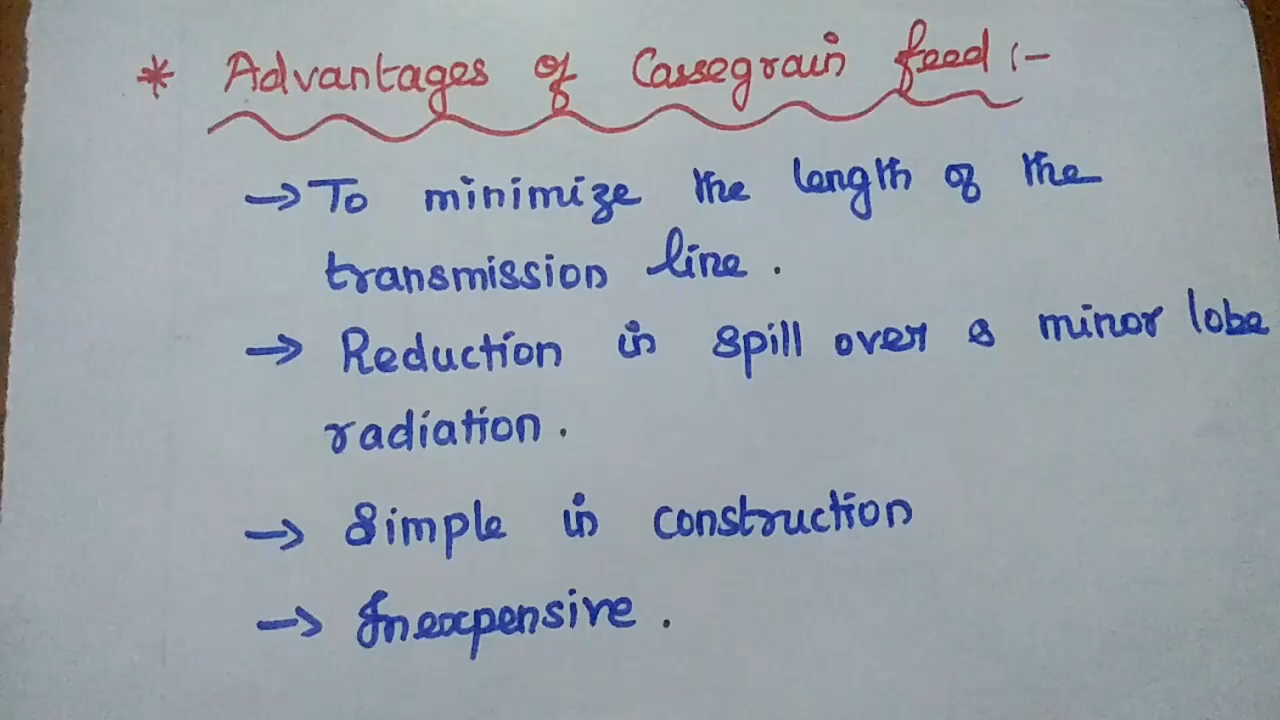 * Advantages of Cassegrain feed :-
→ To minimize the length of the
transmission line .
→ Reduction in spill over & minor lobe
radiation .
→ Simple in construction
→ Inexpensive .